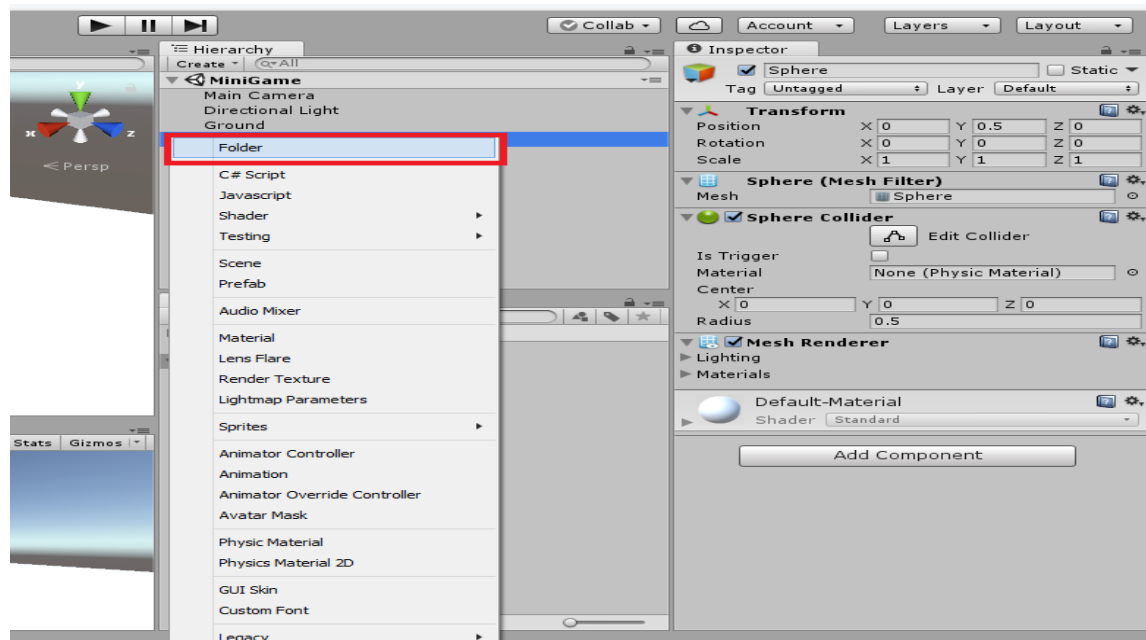 Collab
Account
Layers
Layout
Hierarchy
Create
All
MiniGame
Main Camera
Directional Light
Ground
x
z
Persp
Folder
C# Script
Javascript
Shader
Testing
Scene
Prefab
Audio Mixer
Material
Lens Flare
Render Texture
Lightmap Parameters
Sprites
Animator Controller
Animation
Animator Override Controller
Avatar Mask
Physic Material
Physics Material 2D
GUI Skin
Custom Font
Legacy
Stats Gizmos
Inspector
Sphere Static
Tag Untagged Layer Default
Transform
Position X 0 Y 0.5 Z 0
Rotation X 0 Y 0 Z 0
Scale X 1 Y 1 Z 1
Sphere (Mesh Filter)
Mesh Sphere
Sphere Collider
Edit Collider
Is Trigger
Material None (Physic Material)
Center
X 0 Y 0 Z 0
Radius 0.5
Mesh Renderer
Lighting
Materials
Default-Material
Shader Standard
Add Component